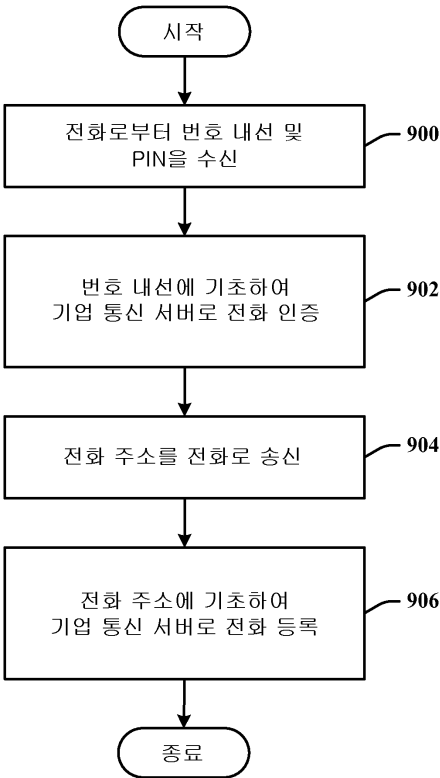 시작
전화로부터 번호 내선 및
PIN을 수신
900
번호 내선에 기초하여
기업 통신 서버로 전화 인증
902
전화 주소를 전화로 송신
904
전화 주소에 기초하여
기업 통신 서버로 전화 등록
906
종료